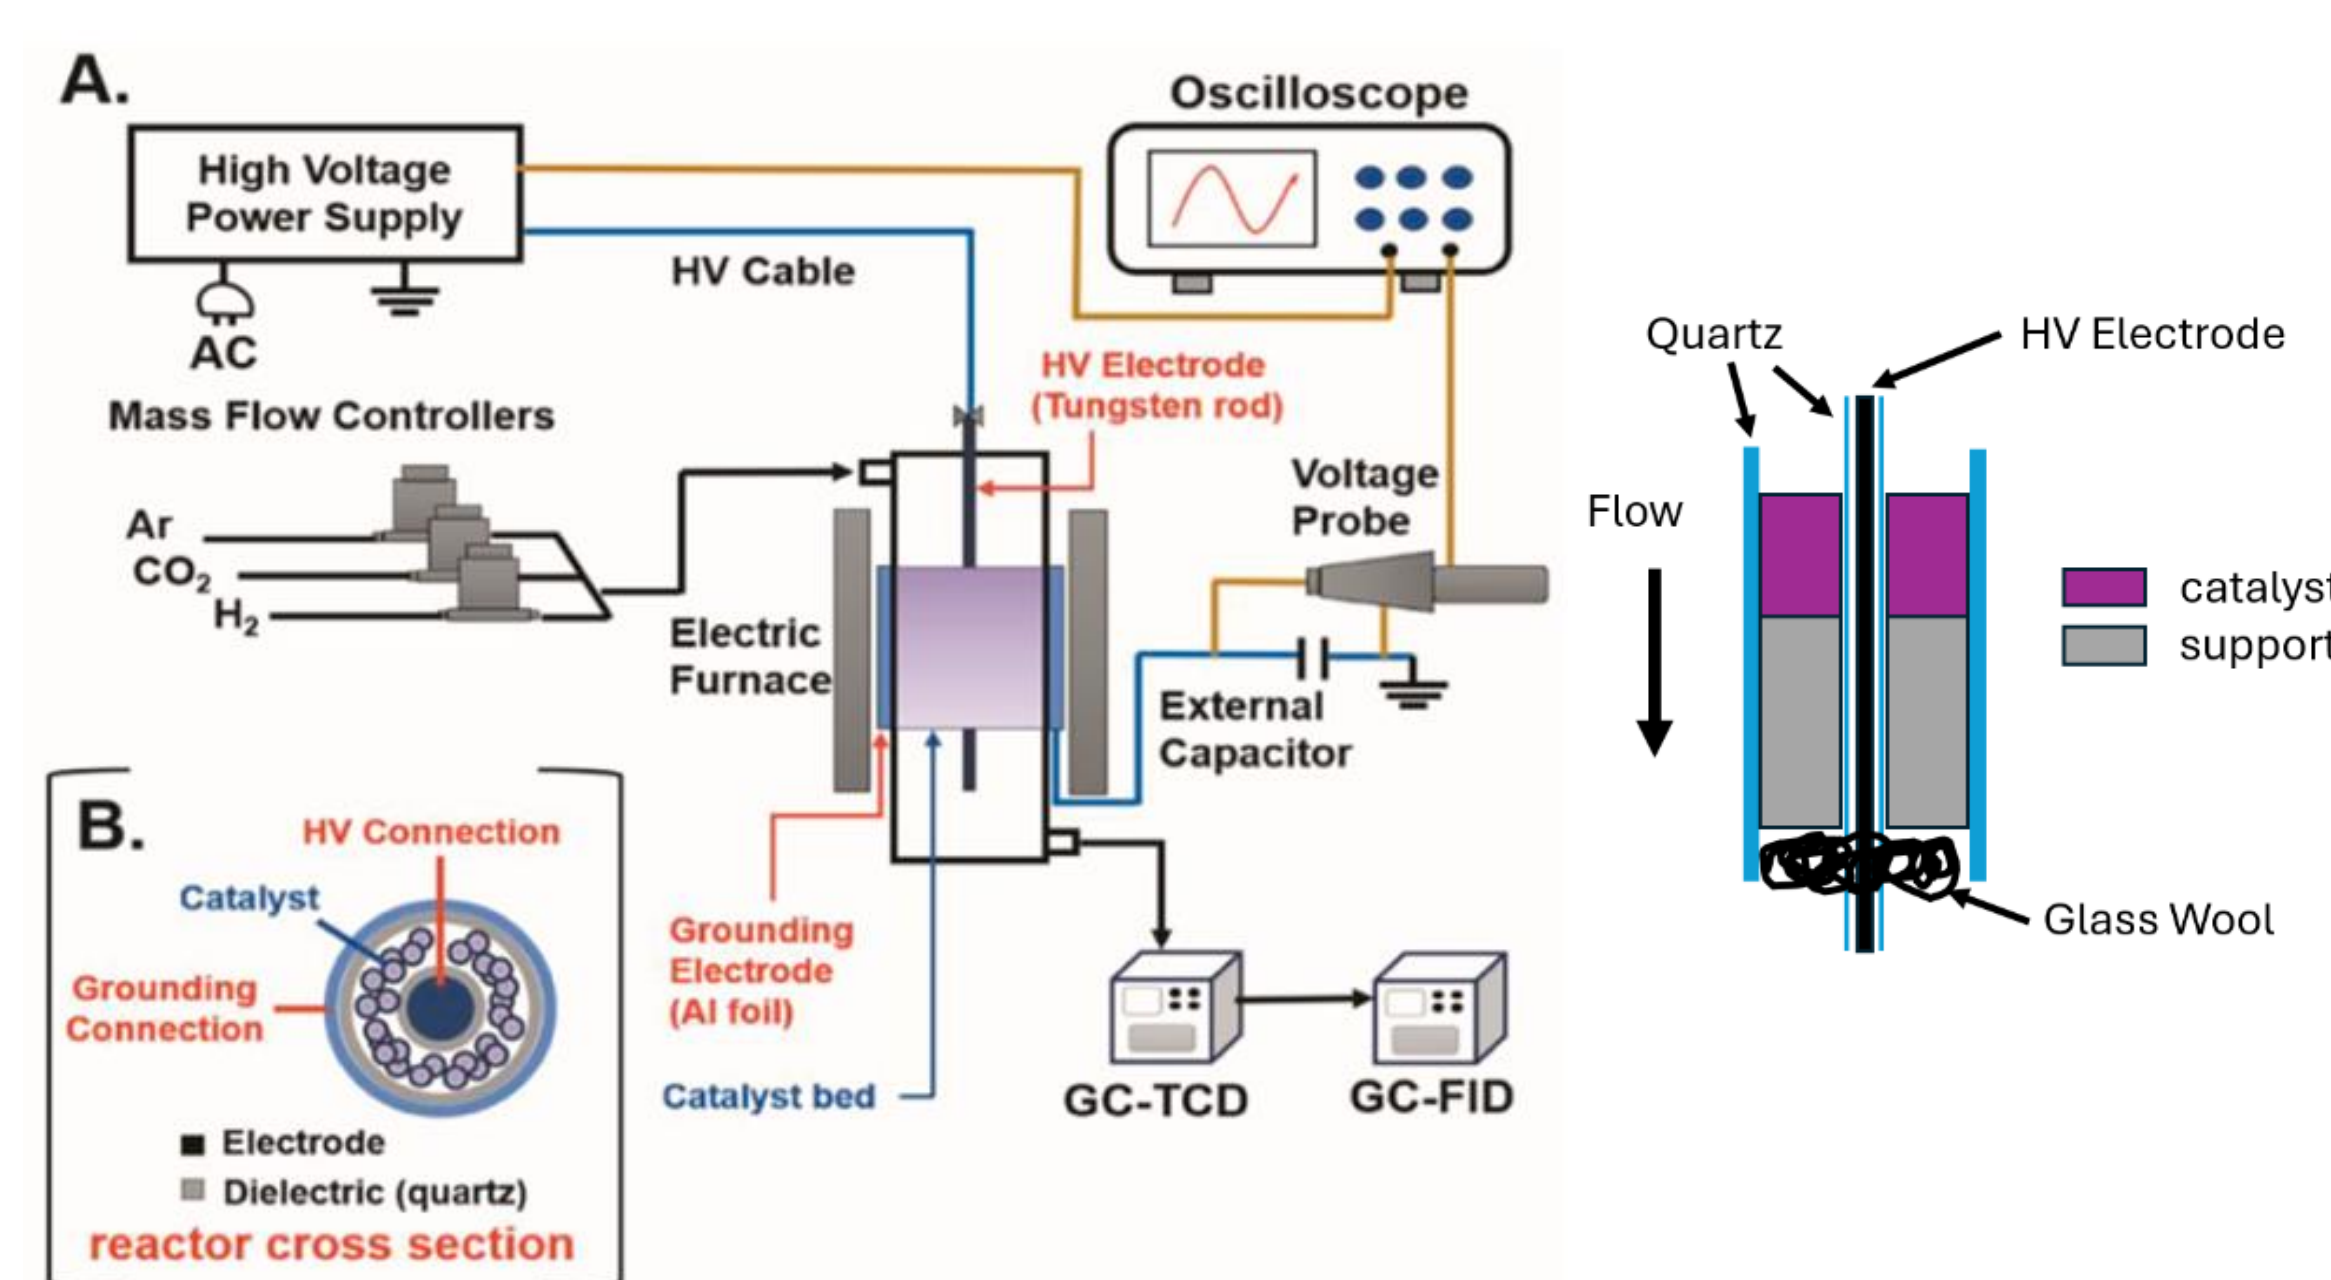 A.
High Voltage
Power Supply
AC
HV Cable
Oscilloscope
Mass Flow Controllers
Ar
CO2
H2
HV Electrode
(Tungsten rod)
Voltage
Probe
Electric
Furnace
External
Capacitor
Grounding
Electrode
(Al foil)
Catalyst bed
GC-TCD
GC-FID
B.
HV Connection
Catalyst
Grounding
Connection
Electrode
Dielectric (quartz)
reactor cross section
Quartz
HV Electrode
Flow
catalyst
support
Glass Wool